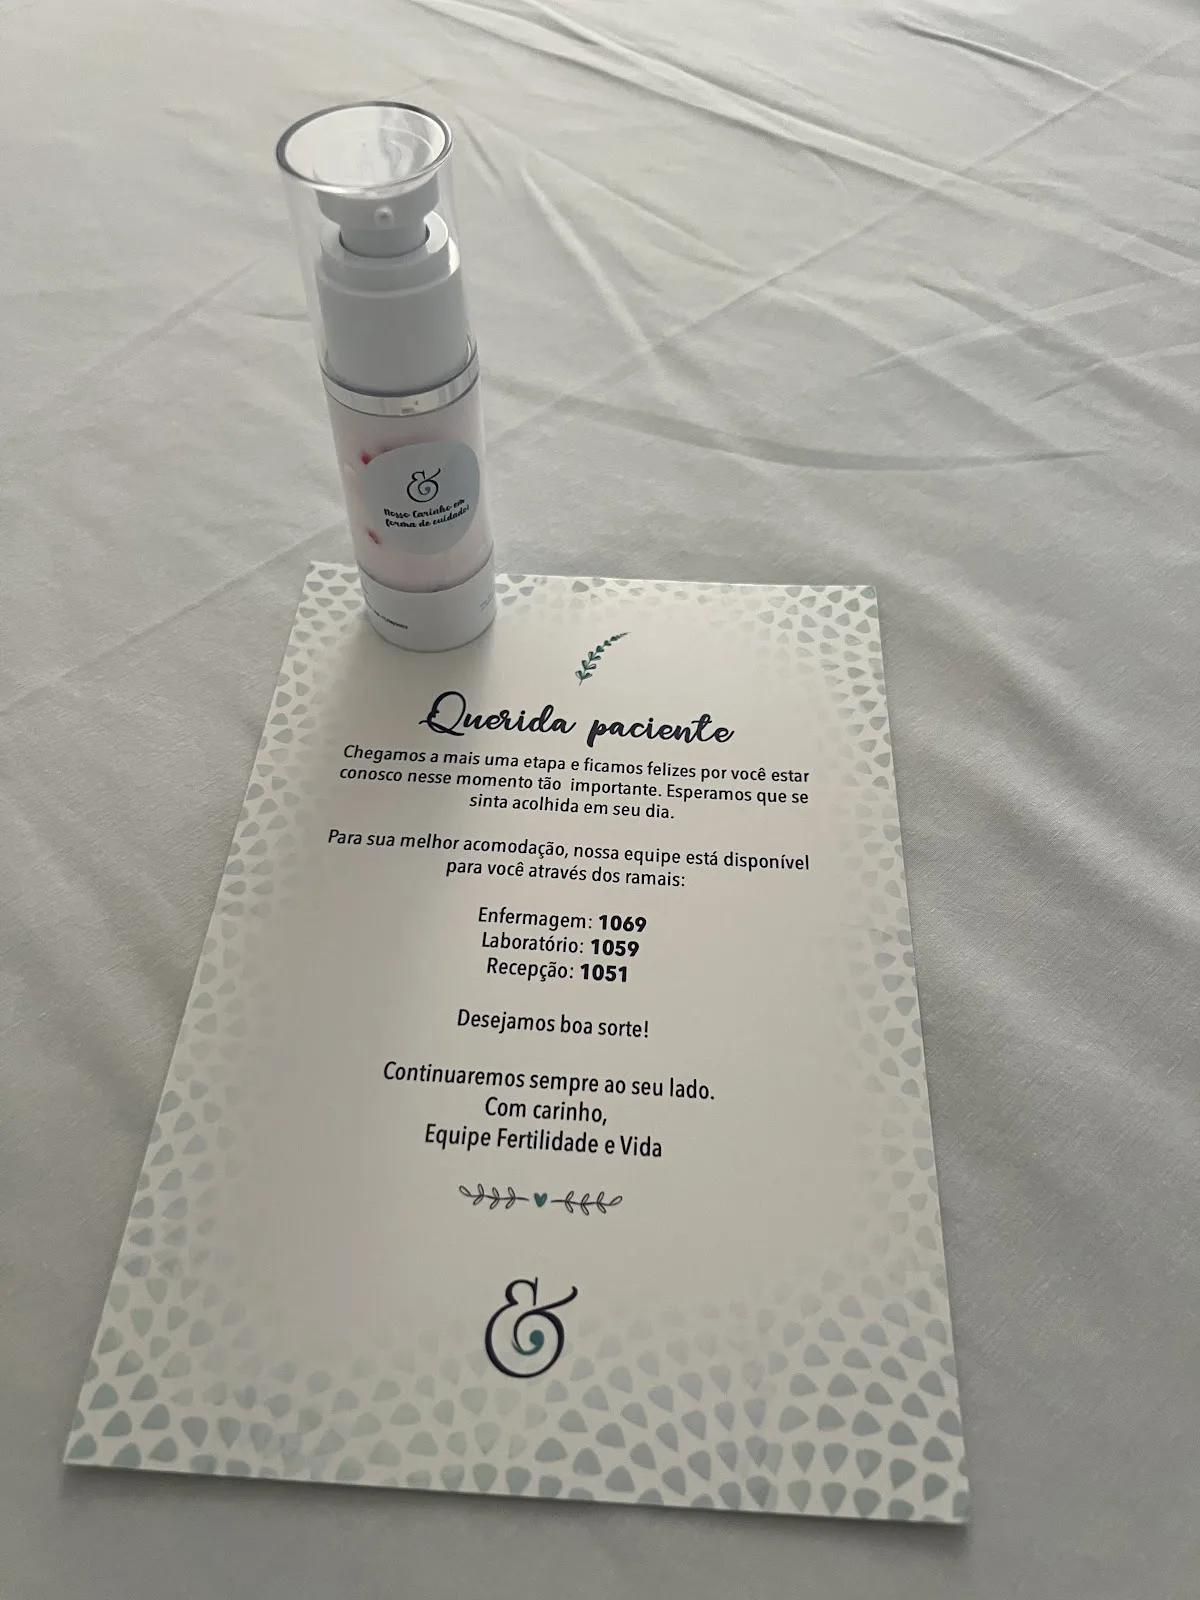 &
Nosso Carinho em
forma de cuidado!
Querida paciente
Chegamos a mais uma etapa e ficamos felizes por você estar
conosco nesse momento tão importante. Esperamos que se
sinta acolhida em seu dia.
Para sua melhor acomodação, nossa equipe está disponível
para você através dos ramais:
Enfermagem: 1069
Laboratório: 1059
Recepção: 1051
Desejamos boa sorte!
Continuaremos sempre ao seu lado.
Com carinho,
Equipe Fertilidade e Vida
&